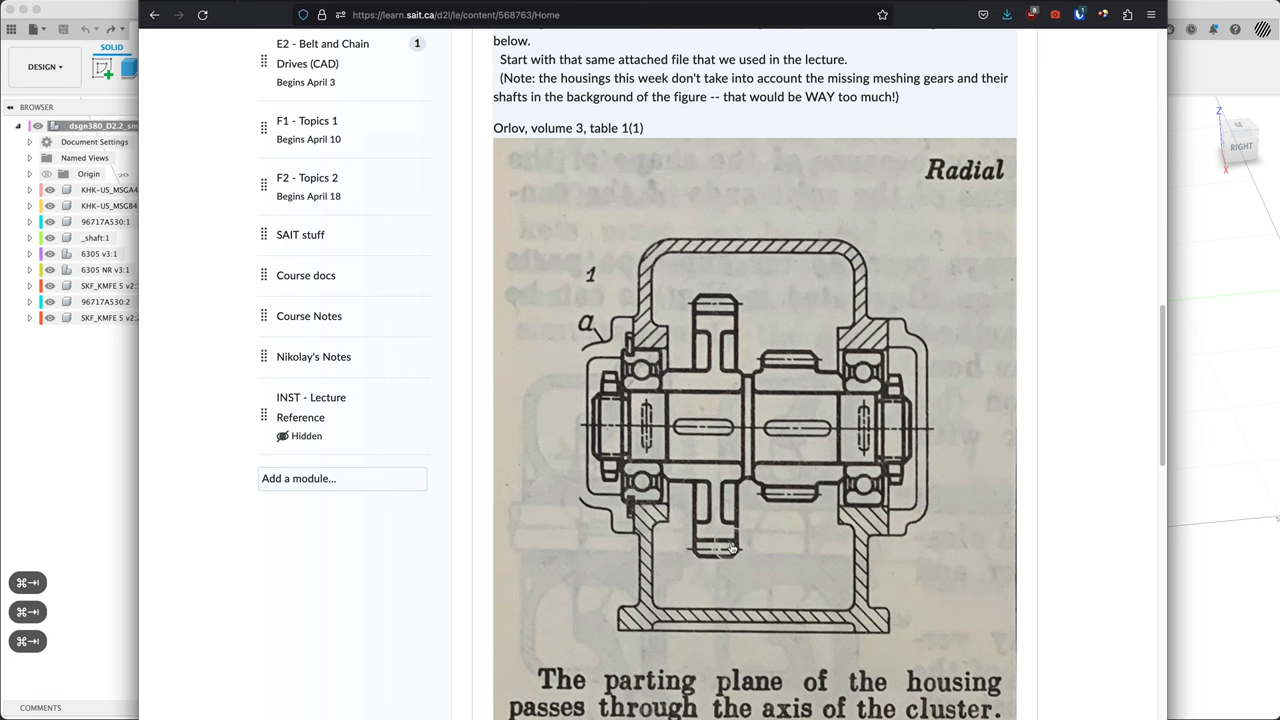 https://learn.sait.ca/d2l/le/content/568763/Home
8
1
SOLID
DESIGN
BROWSER
dsgn380_D2.2_sm
Document Settings
Named Views
Origin
KHK-US_MSGA4
KHK-US_MSGB4
96717A530:1
_shaft:1
6305 v3:1
6305 NR v3:1
SKF_KMFE 5 v2:
96717A530:2
SKF_KMFE 5 v2:2
COMMENTS
E2 - Belt and Chain
Drives (CAD)
1
Begins April 3
F1 - Topics 1
Begins April 10
F2 - Topics 2
Begins April 18
SAIT stuff
Course docs
Course Notes
Nikolay's Notes
INST - Lecture
Reference
Hidden
Add a module...
below.
Start with that same attached file that we used in the lecture.
(Note: the housings this week don't take into account the missing meshing gears and their
shafts in the background of the figure -- that would be WAY too much!)
Orlov, volume 3, table 1(1)
Radial
1
a
The parting plane of the housing
passes through the axis of the cluster.
Z
RIGHT
X